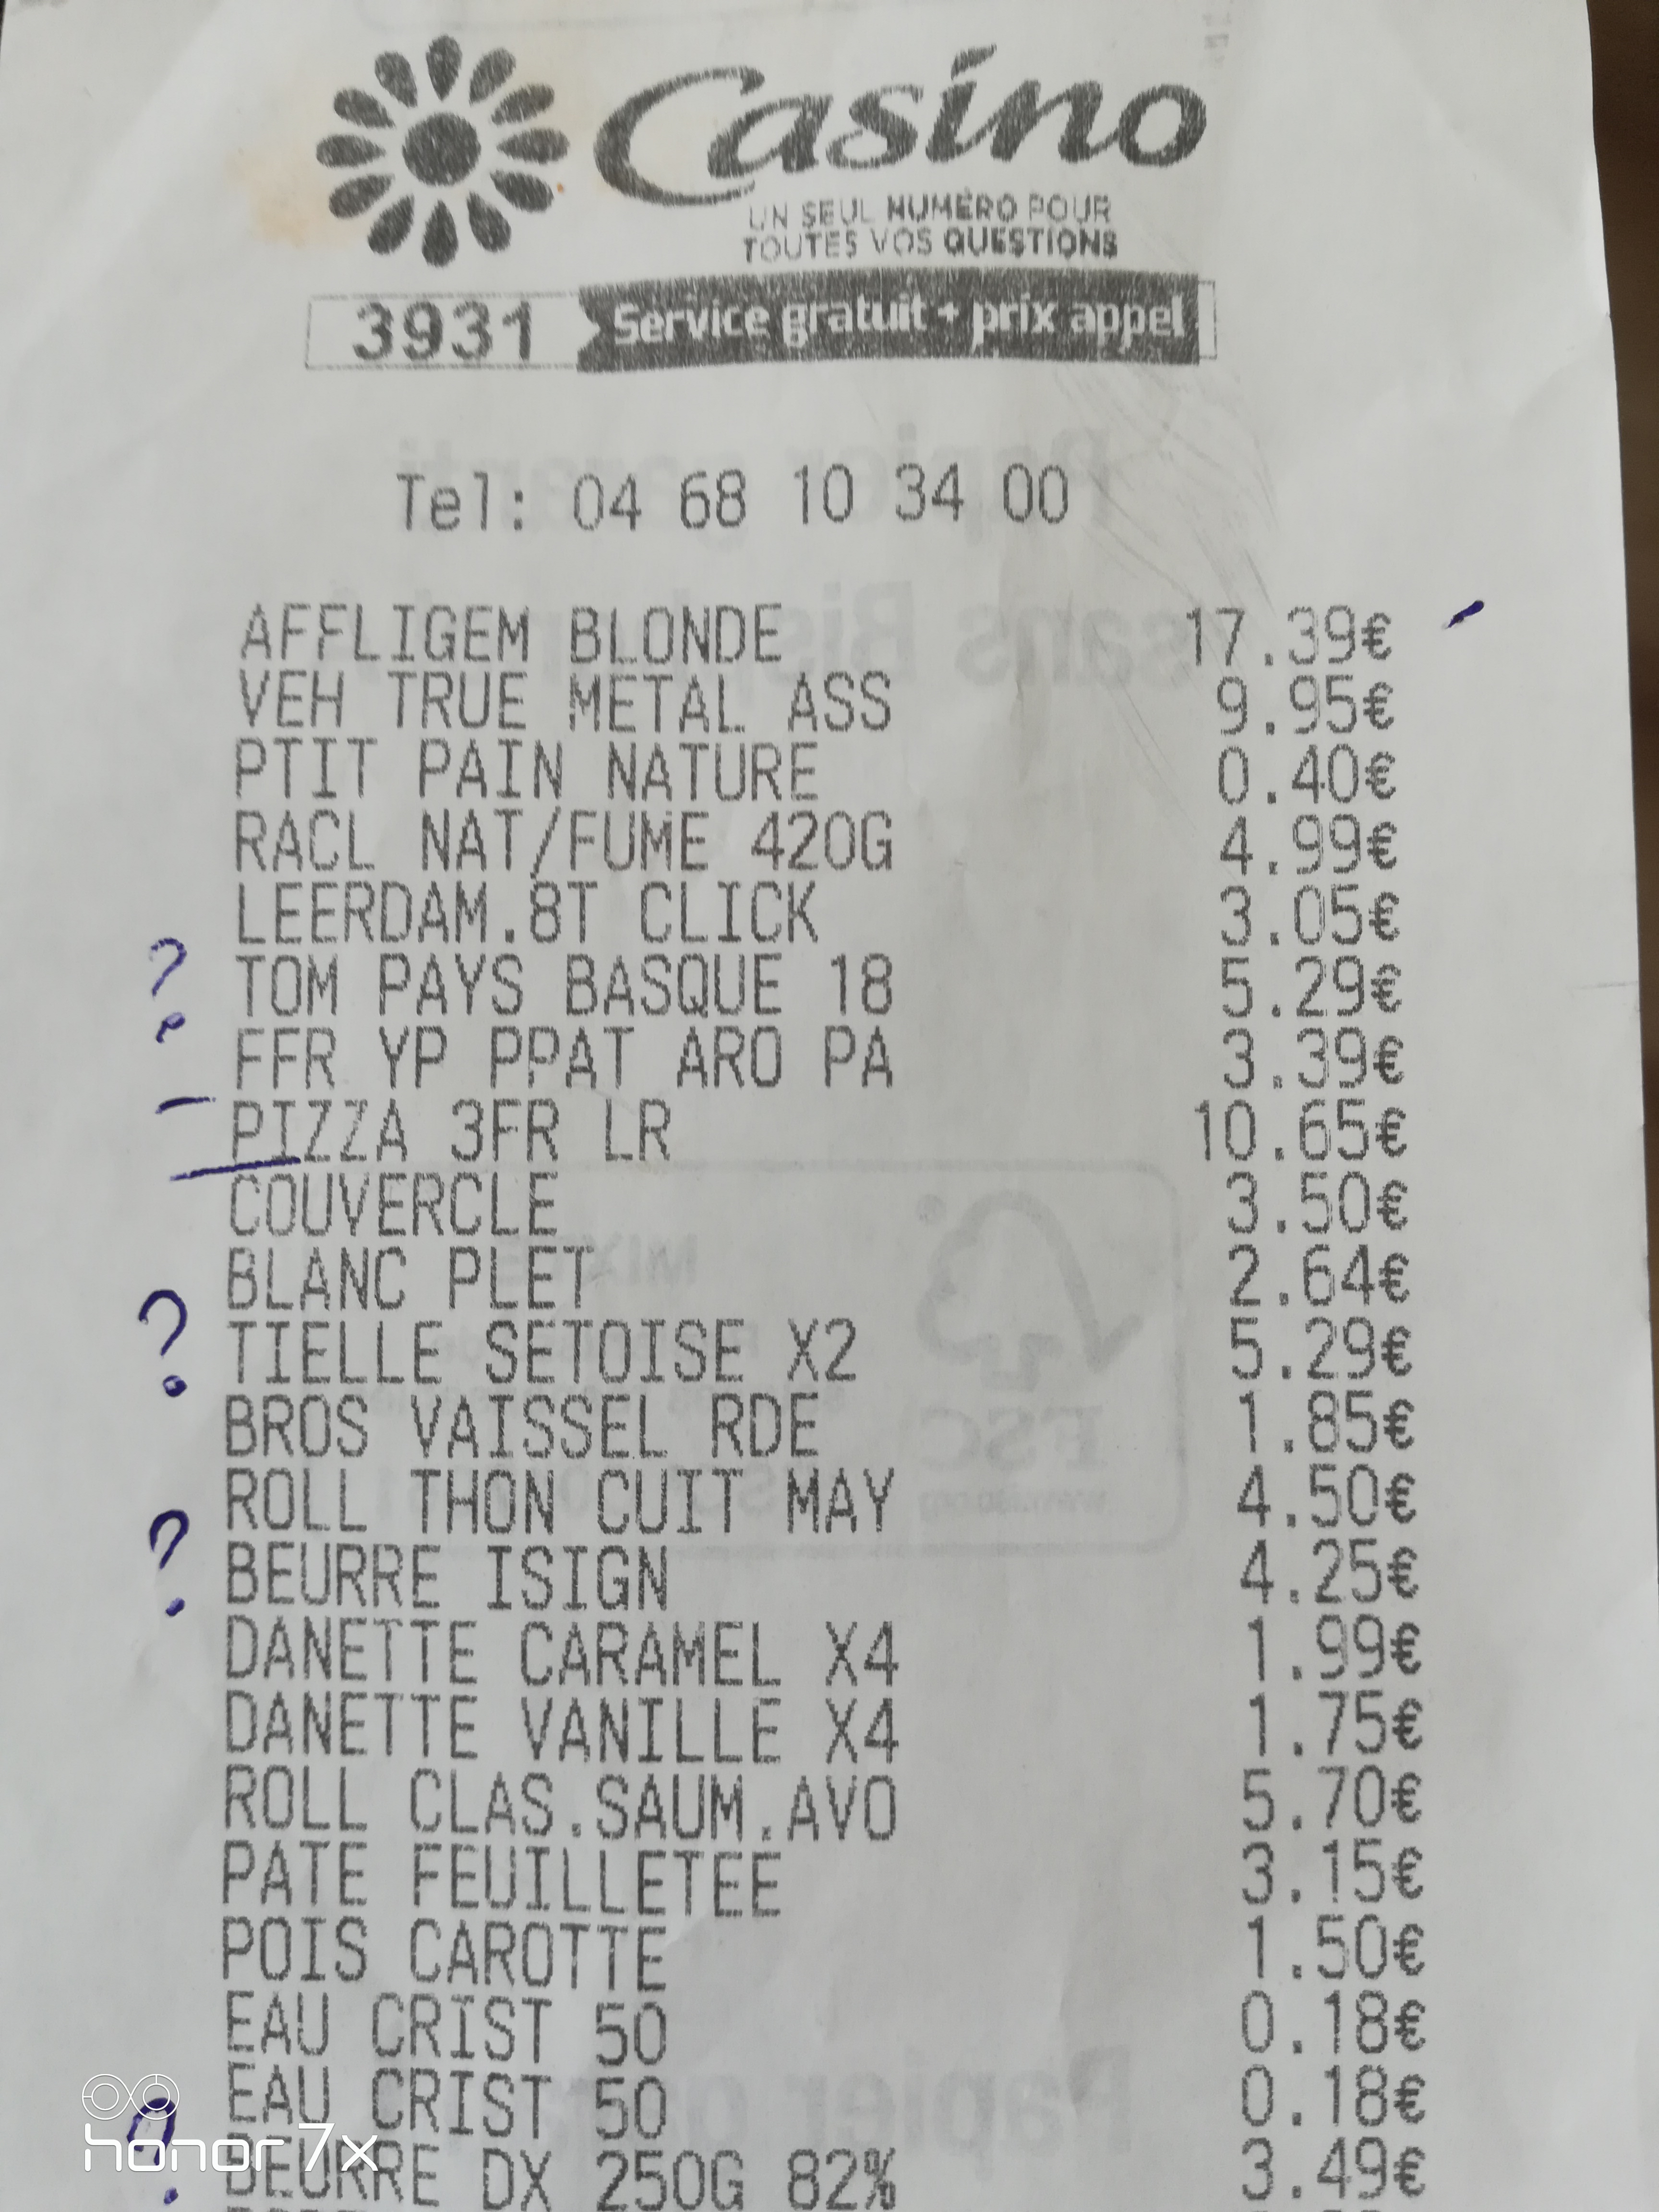 Casino
UN SEUL NUMÉRO POUR
TOUTES VOS QUESTIONS
3931 Service gratuit + prix appel
Tel: 04 68 10 34 00
AFFLIGEM BLONDE 17.39€
VEH TRUE METAL ASS 9.95€
PTIT PAIN NATURE 0.40€
RACL NAT/FUME 420G 4.99€
LEERDAM.8T CLICK 3.05€
? TOM PAYS BASQUE 18 5.29€
FFR YP PPAT ARO PA 3.39€
PIZZA 3FR LR 10.65€
COUVERCLE 3.50€
BLANC PLET 2.64€
? TIELLE SETOISE X2 5.29€
BROS VAISSEL RDE 1.85€
ROLL THON CUIT MAY 4.50€
? BEURRE ISIGN 4.25€
DANETTE CARAMEL X4 1.99€
DANETTE VANILLE X4 1.75€
ROLL CLAS.SAUM.AVO 5.70€
PATE FEUILLETEE 3.15€
POIS CAROTTE 1.50€
EAU CRIST 50 0.18€
EAU CRIST 50 0.18€
? BEURRE DX 250G 82% 3.49€
honor 7x